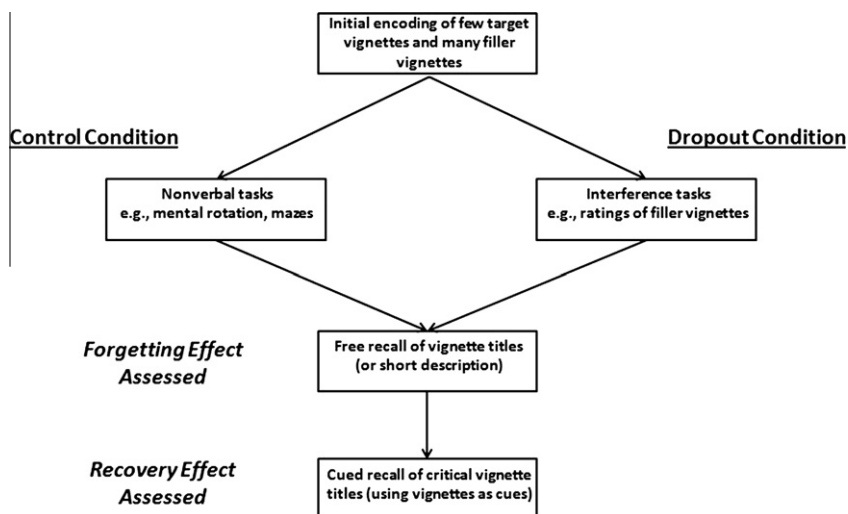 Initial encoding of few target
vignettes and many filler
vignettes
Control Condition
Dropout Condition
Nonverbal tasks
e.g., mental rotation, mazes
Interference tasks
e.g., ratings of filler vignettes
Forgetting Effect
Assessed
Free recall of vignette titles
(or short description)
Recovery Effect
Assessed
Cued recall of critical vignette
titles (using vignettes as cues)